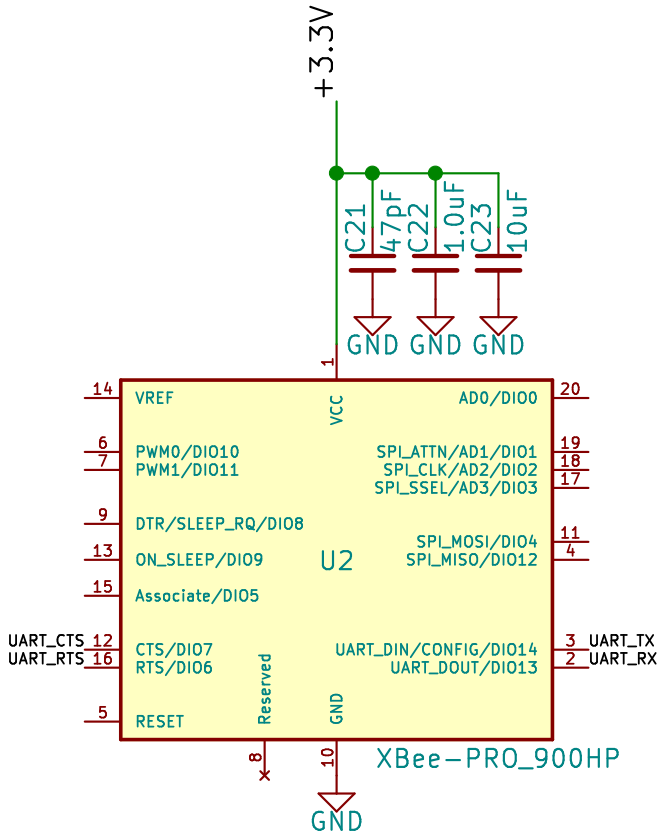 +3.3V
C21
47pF
C22
1.0uF
C23
10uF
GND
GND
GND
1
14
VREF
VCC
AD0/DIO0
20
6
PWM0/DIO10
SPI_ATTN/AD1/DIO1
19
7
PWM1/DIO11
SPI_CLK/AD2/DIO2
18
SPI_SSEL/AD3/DIO3
17
9
DTR/SLEEP_RQ/DIO8
SPI_MOSI/DIO4
11
13
ON_SLEEP/DIO9
U2
SPI_MISO/DIO12
4
15
Associate/DIO5
UART_CTS
12
CTS/DIO7
UART_DIN/CONFIG/DIO14
3
UART_TX
UART_RTS
16
RTS/DIO6
UART_DOUT/DIO13
2
UART_RX
5
RESET
Reserved
GND
8
10
XBee-PRO_900HP
GND